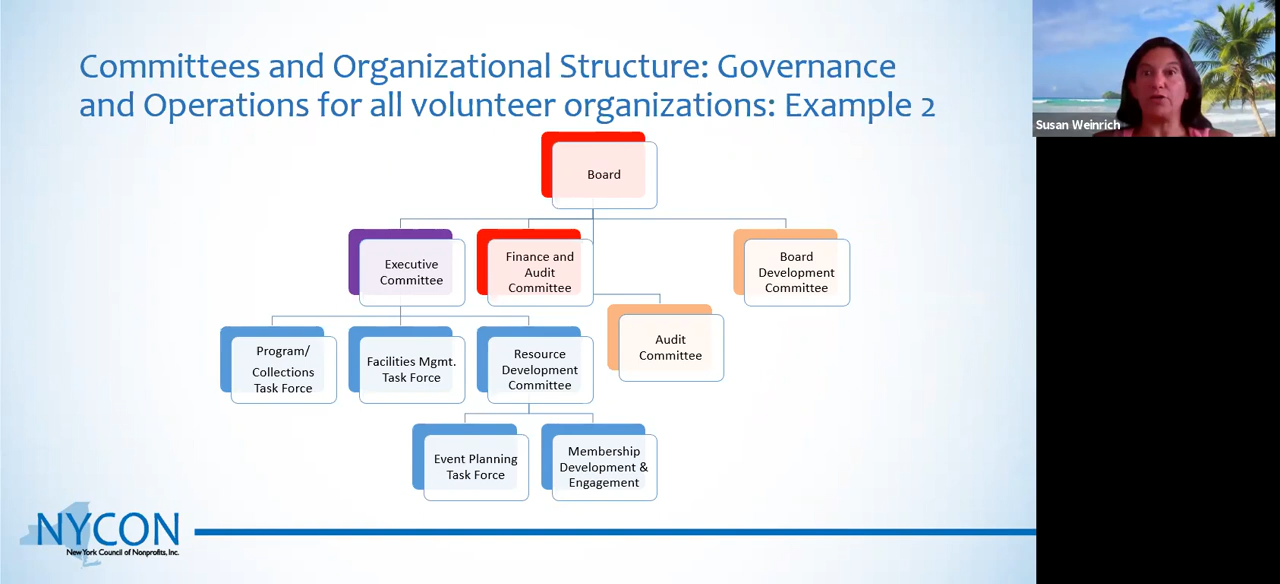 Committees and Organizational Structure: Governance
and Operations for all volunteer organizations: Example 2
Susan Weinrich
Board
Executive
Committee
Finance and
Audit
Committee
Board
Development
Committee
Audit
Committee
Program/
Collections
Task Force
Facilities Mgmt.
Task Force
Resource
Development
Committee
Event Planning
Task Force
Membership
Development &
Engagement
NYCON
New York Council of Nonprofits, Inc.